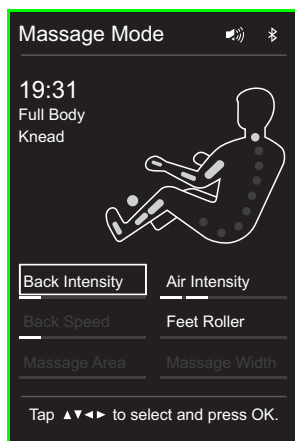 Massage Mode
19:31
Full Body
Knead
Back Intensity
Air Intensity
Back Speed
Feet Roller
Massage Area
Massage Width
Tap ▲▼◄► to select and press OK.